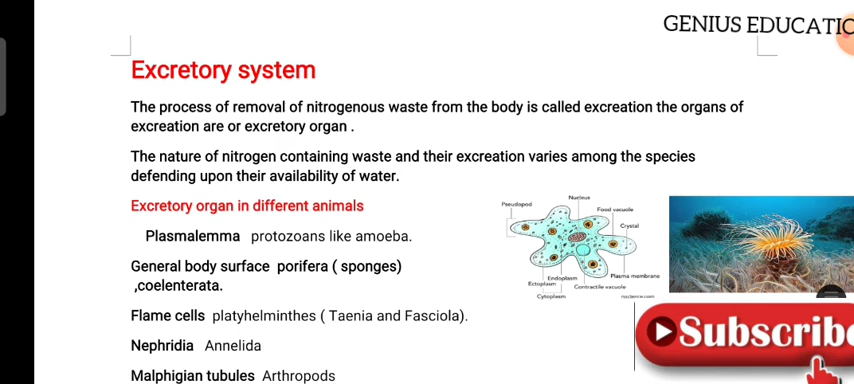 GENIUS EDUCATIO
Excretory system
The process of removal of nitrogenous waste from the body is called excreation the organs of
excreation are or excretory organ .
The nature of nitrogen containing waste and their excreation varies among the species
defending upon their availability of water.
Excretory organ in different animals
Plasmalemma protozoans like amoeba.
General body surface porifera ( sponges)
,coelenterata.
Flame cells platyhelminthes ( Taenia and Fasciola).
Nephridia Annelida
Malphigian tubules Arthropods
Pseudopod
Nucleus
Food vacuole
Crystal
Plasma membrane
Endoplasm
Ectoplasm
Contractile vacuole
Cytoplasm
Subscribe